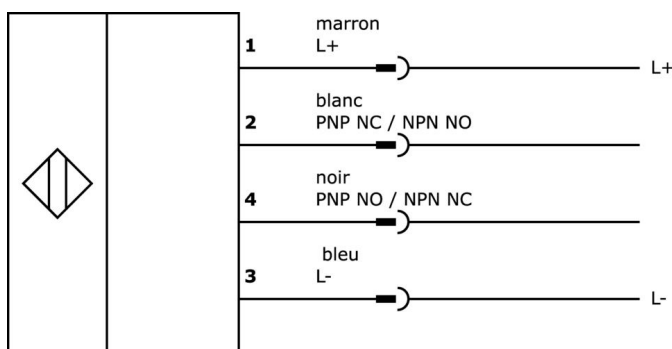 marron
1 L+
L+
blanc
2 PNP NC / NPN NO
noir
4 PNP NO / NPN NC
bleu
3 L-
L-